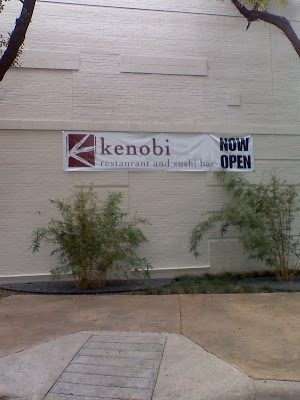 kenobi
restaurant and sushi bar
NOW
OPEN